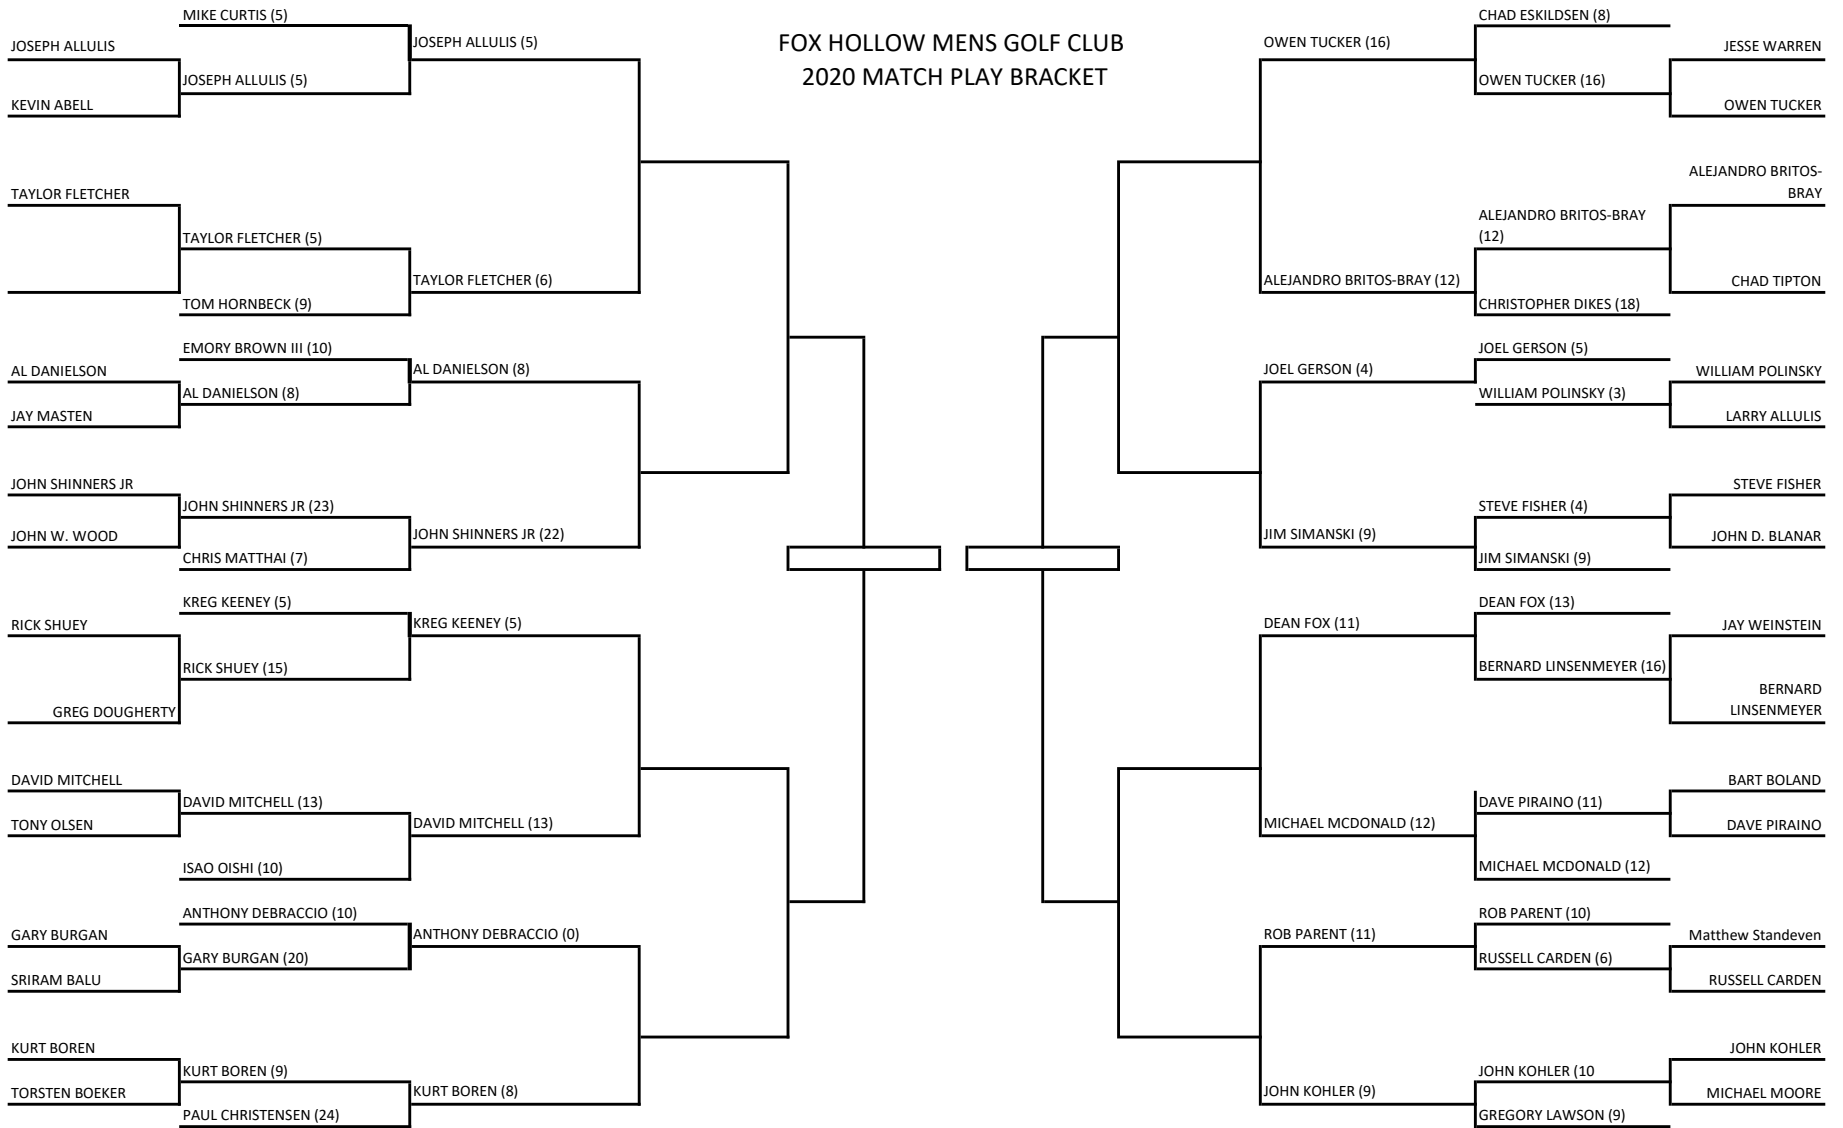 FOX HOLLOW MENS GOLF CLUB
2020 MATCH PLAY BRACKET
JOSEPH ALLULIS
KEVIN ABELL
TAYLOR FLETCHER
AL DANIELSON
JAY MASTEN
JOHN SHINNERS JR
JOHN W. WOOD
RICK SHUEY
GREG DOUGHERTY
DAVID MITCHELL
TONY OLSEN
GARY BURGAN
SRIRAM BALU
KURT BOREN
TORSTEN BOEKER
MIKE CURTIS (5)
JOSEPH ALLULIS (5)
TAYLOR FLETCHER (5)
TOM HORNBECK (9)
EMORY BROWN III (10)
AL DANIELSON (8)
JOHN SHINNERS JR (23)
CHRIS MATTHAI (7)
KREG KEENEY (5)
RICK SHUEY (15)
DAVID MITCHELL (13)
ISAO OISHI (10)
ANTHONY DEBRACCIO (10)
GARY BURGAN (20)
KURT BOREN (9)
PAUL CHRISTENSEN (24)
JOSEPH ALLULIS (5)
TAYLOR FLETCHER (6)
AL DANIELSON (8)
JOHN SHINNERS JR (22)
KREG KEENEY (5)
DAVID MITCHELL (13)
ANTHONY DEBRACCIO (0)
KURT BOREN (8)
OWEN TUCKER (16)
ALEJANDRO BRITOS-BRAY (12)
JOEL GERSON (4)
JIM SIMANSKI (9)
DEAN FOX (11)
MICHAEL MCDONALD (12)
ROB PARENT (11)
JOHN KOHLER (9)
CHAD ESKILDSEN (8)
OWEN TUCKER (16)
ALEJANDRO BRITOS-BRAY
(12)
CHRISTOPHER DIKES (18)
JOEL GERSON (5)
WILLIAM POLINSKY (3)
STEVE FISHER (4)
JIM SIMANSKI (9)
DEAN FOX (13)
BERNARD LINSENMEYER (16)
DAVE PIRAINO (11)
MICHAEL MCDONALD (12)
ROB PARENT (10)
RUSSELL CARDEN (6)
JOHN KOHLER (10
GREGORY LAWSON (9)
JESSE WARREN
OWEN TUCKER
ALEJANDRO BRITOS-
BRAY
CHAD TIPTON
WILLIAM POLINSKY
LARRY ALLULIS
STEVE FISHER
JOHN D. BLANAR
JAY WEINSTEIN
BERNARD
LINSENMEYER
BART BOLAND
DAVE PIRAINO
Matthew Standeven
RUSSELL CARDEN
JOHN KOHLER
MICHAEL MOORE